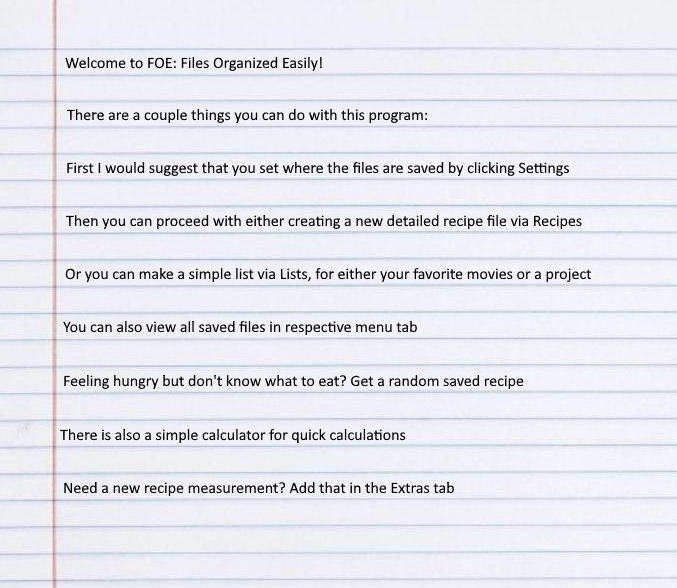 Welcome to FOE: Files Organized Easily!
There are a couple things you can do with this program:
First I would suggest that you set where the files are saved by clicking Settings
Then you can proceed with either creating a new detailed recipe file via Recipes
Or you can make a simple list via Lists, for either your favorite movies or a project
You can also view all saved files in respective menu tab
Feeling hungry but don't know what to eat? Get a random saved recipe
There is also a simple calculator for quick calculations
Need a new recipe measurement? Add that in the Extras tab